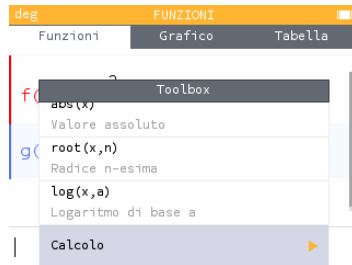 deg FUNZIONI
Funzioni Grafico Tabella
Toolbox
f(
abs(x)
Valore assoluto
g(
root(x,n)
Radice n-esima
log(x,a)
Logaritmo di base a
Calcolo